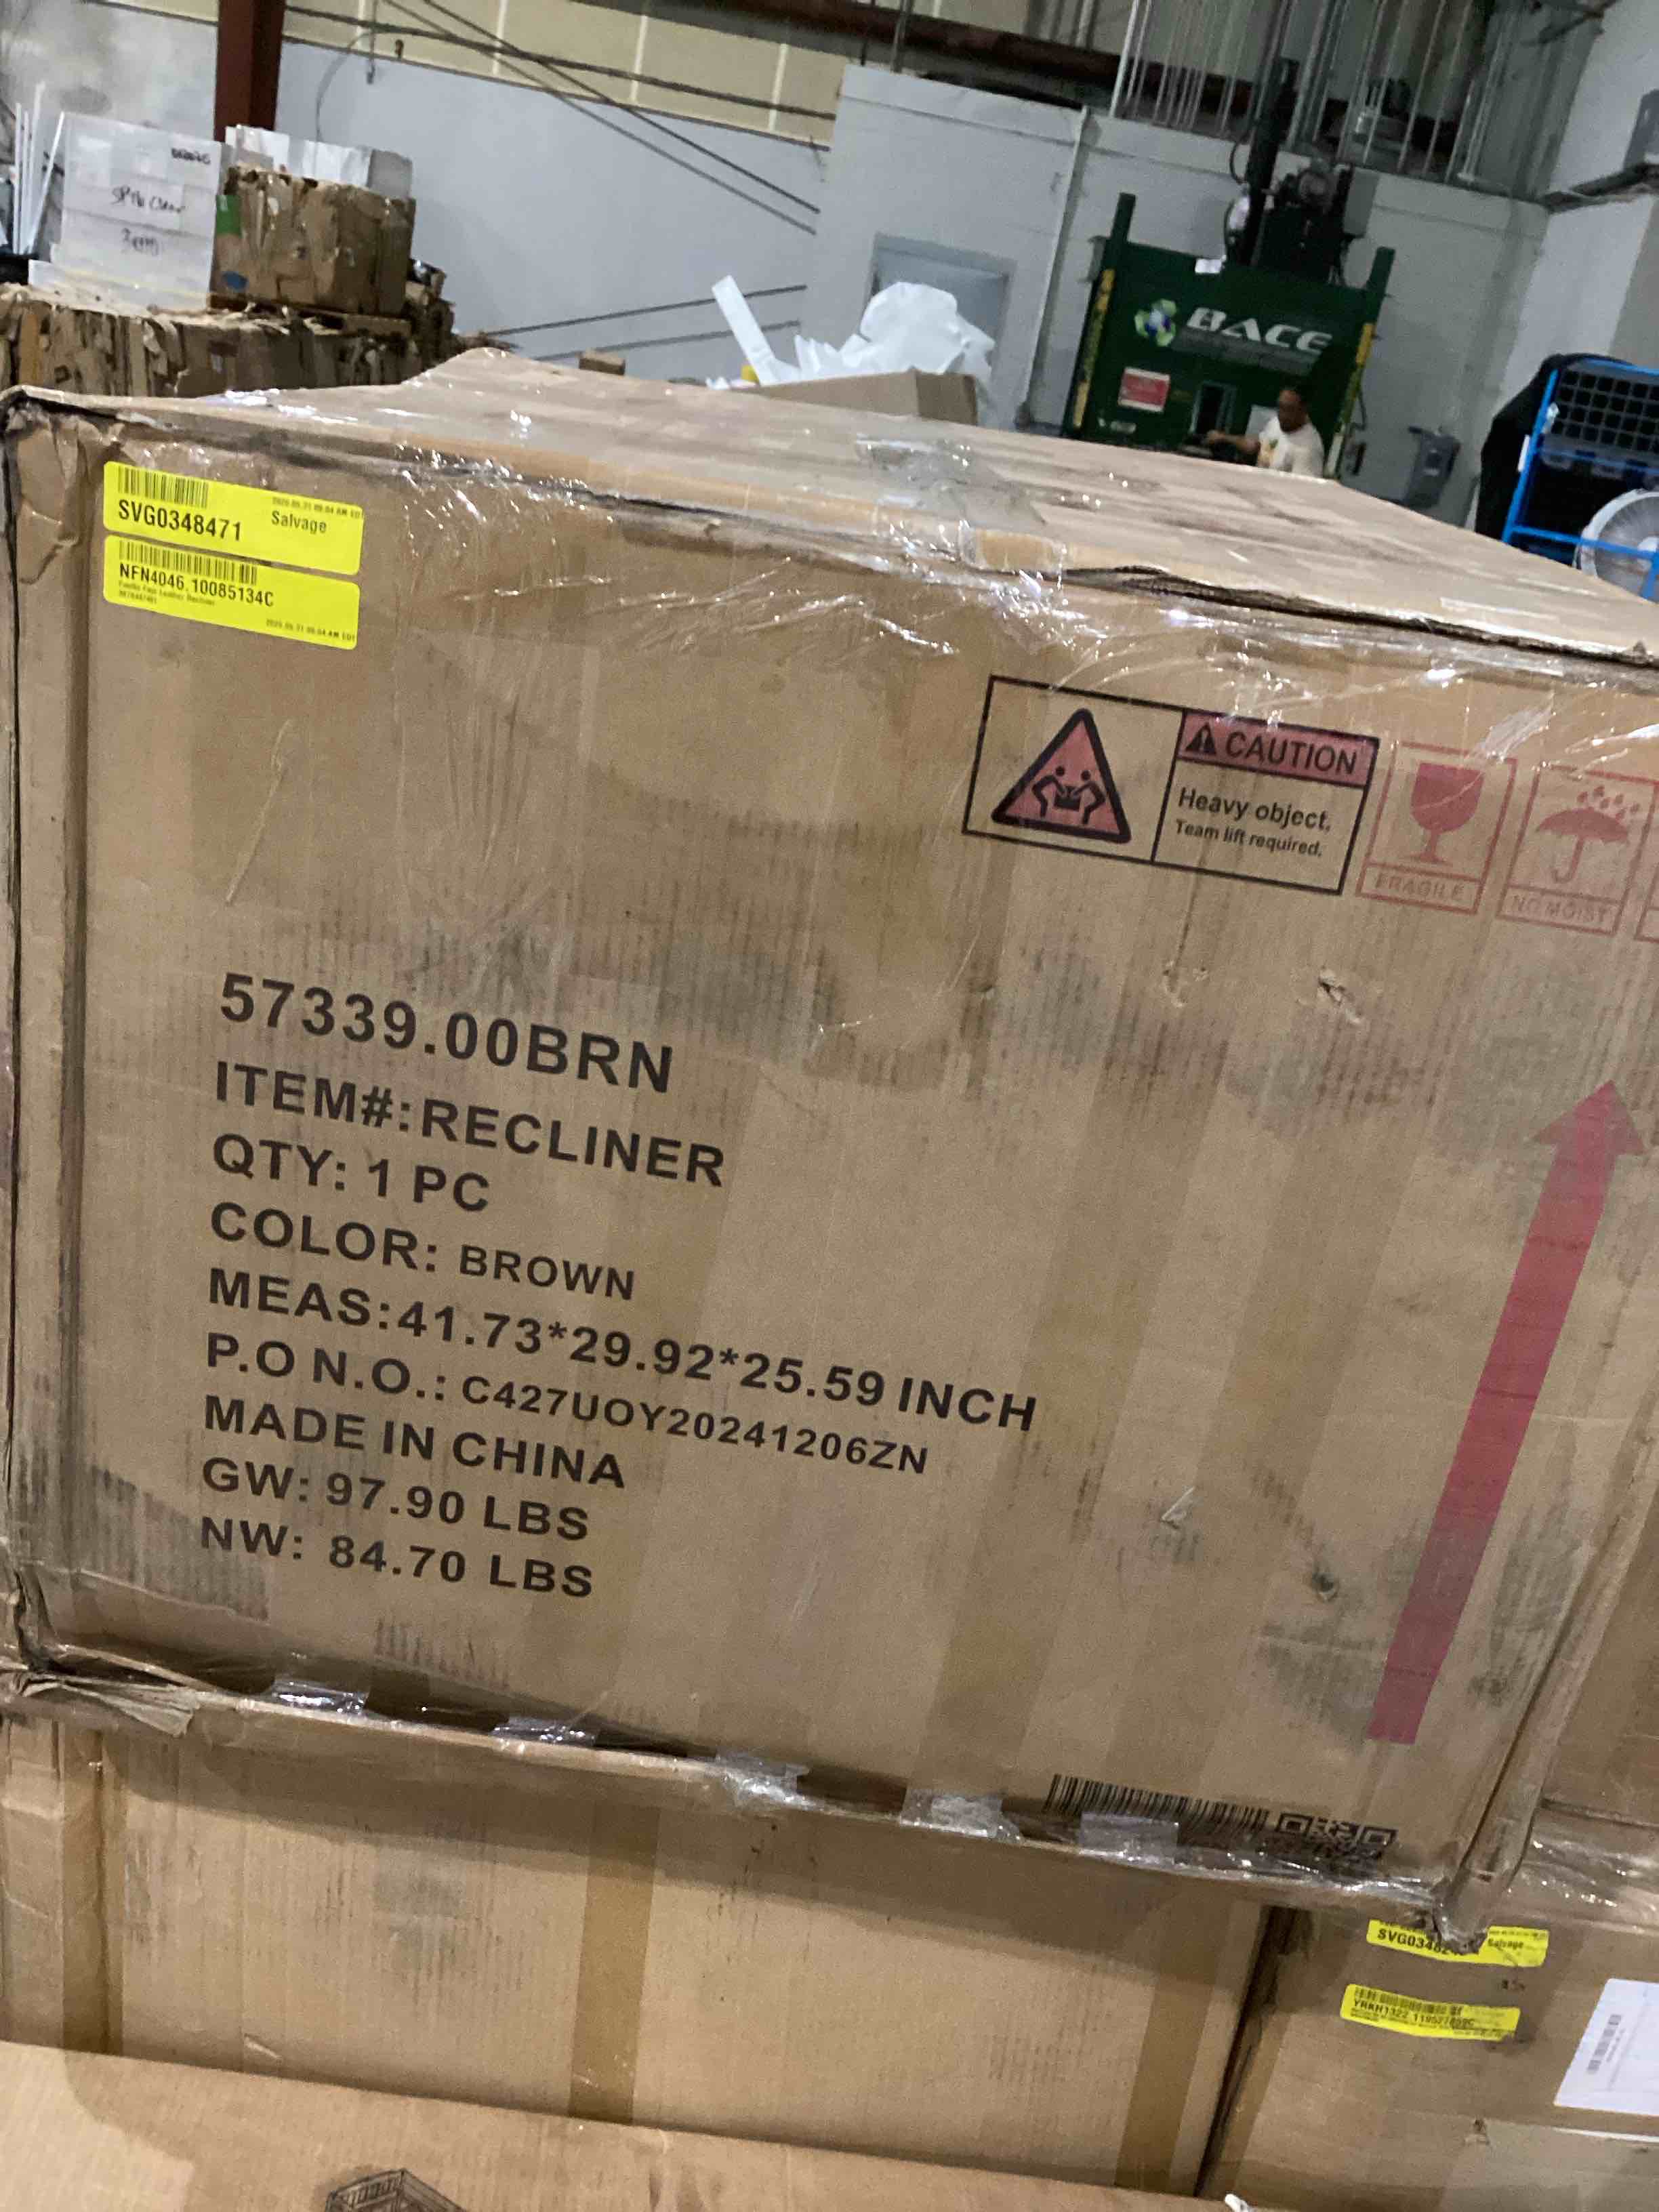 BACE
SVG0348471
Salvage
NFN4046.10085134C
CAUTION
Heavy object.
Team lift required.
FRAGILE
NO MOIST
57339.00BRN
ITEM#:RECLINER
QTY: 1 PC
COLOR: BROWN
MEAS:41.73*29.92*25.59 INCH
P.O N.O.: C427UOY20241206ZN
MADE IN CHINA
GW: 97.90 LBS
NW: 84.70 LBS
Salvage